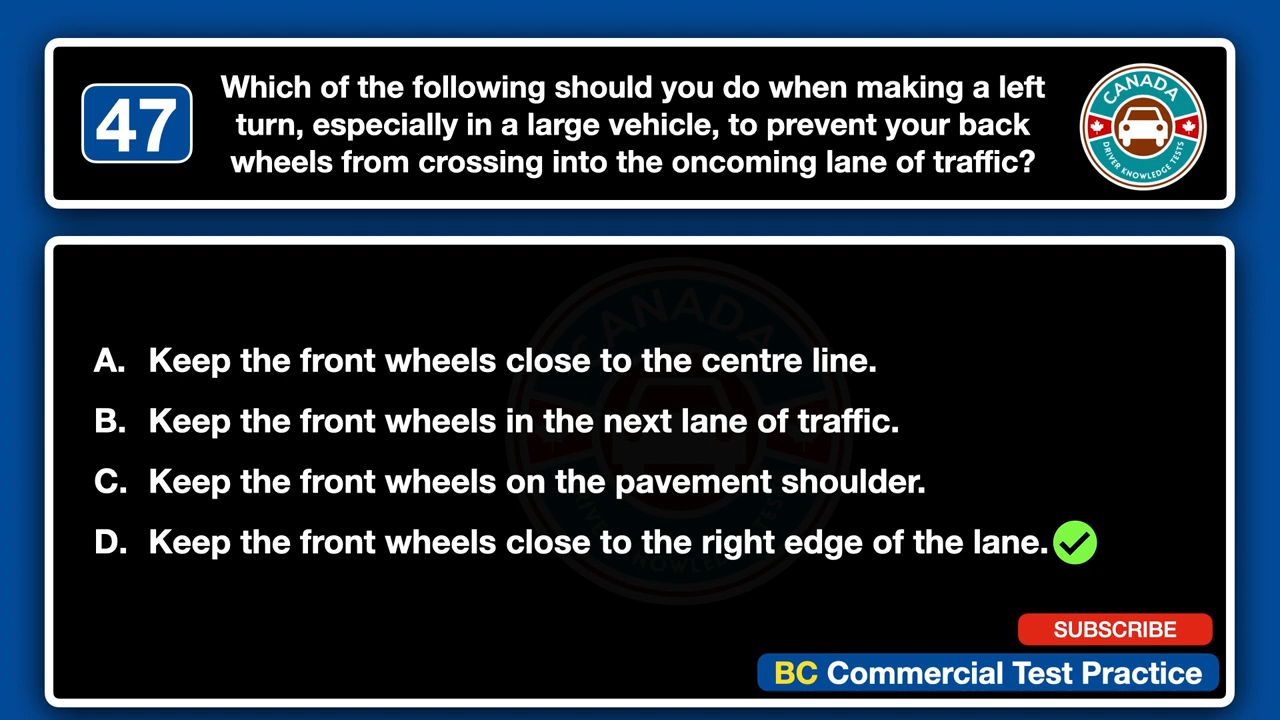 47
Which of the following should you do when making a left
turn, especially in a large vehicle, to prevent your back
wheels from crossing into the oncoming lane of traffic?
CANADA
DRIVER KNOWLEDGE TESTS
A. Keep the front wheels close to the centre line.
B. Keep the front wheels in the next lane of traffic.
C. Keep the front wheels on the pavement shoulder.
D. Keep the front wheels close to the right edge of the lane.
SUBSCRIBE
BC Commercial Test Practice